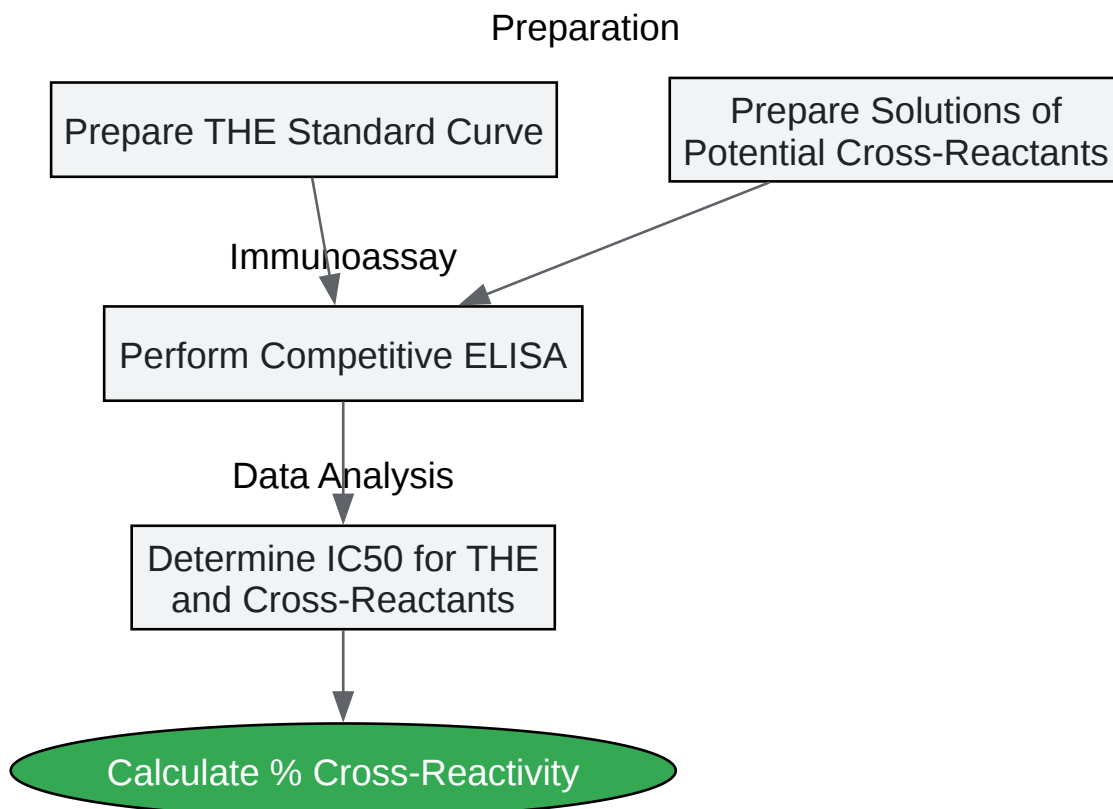 Preparation
Prepare THE Standard Curve
Prepare Solutions of
Potential Cross-Reactants
Immunoassay
Perform Competitive ELISA
Data Analysis
Determine IC50 for THE
and Cross-Reactants
Calculate % Cross-Reactivity